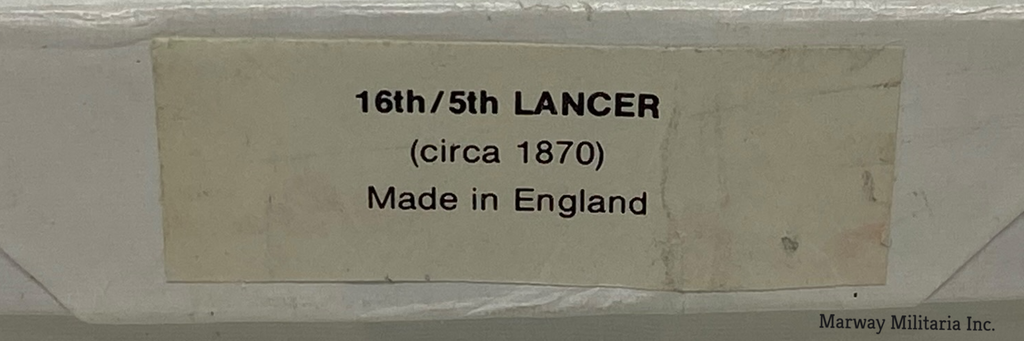 16th/5th LANCER
(circa 1870)
Made in England
Marway Militaria Inc.